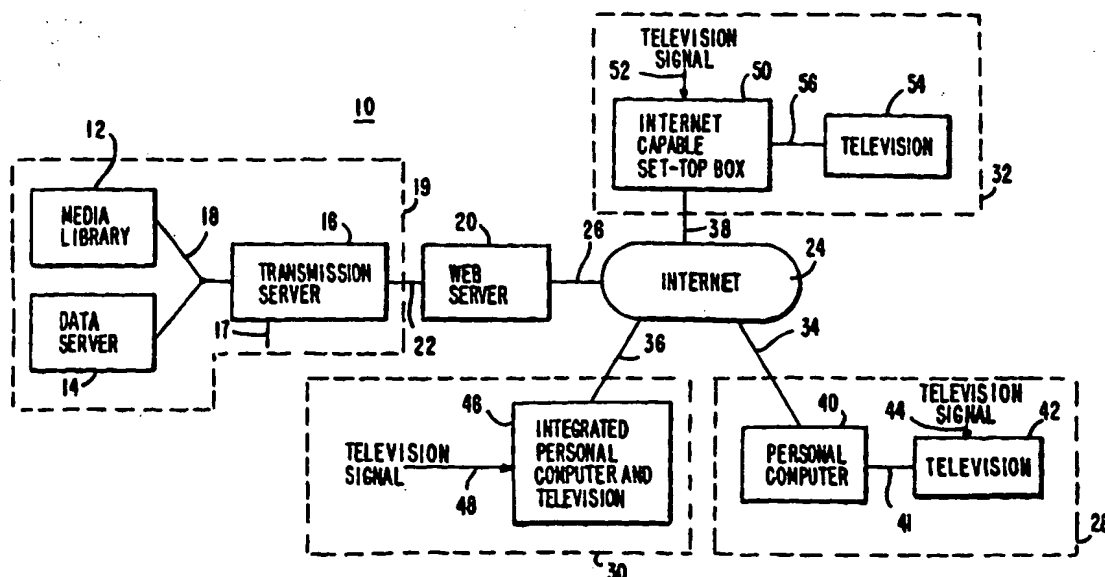 10
12
MEDIA
LIBRARY
18
DATA
SERVER
14
16
TRANSMISSION
SERVER
17
19
22
20
WEB
SERVER
26
INTERNET
24
TELEVISION
SIGNAL
52
50
INTERNET
CAPABLE
SET-TOP BOX
56
54
TELEVISION
32
38
36
34
46
TELEVISION
SIGNAL
48
INTEGRATED
PERSONAL
COMPUTER AND
TELEVISION
30
40
PERSONAL
COMPUTER
41
TELEVISION
SIGNAL
44
42
TELEVISION
28